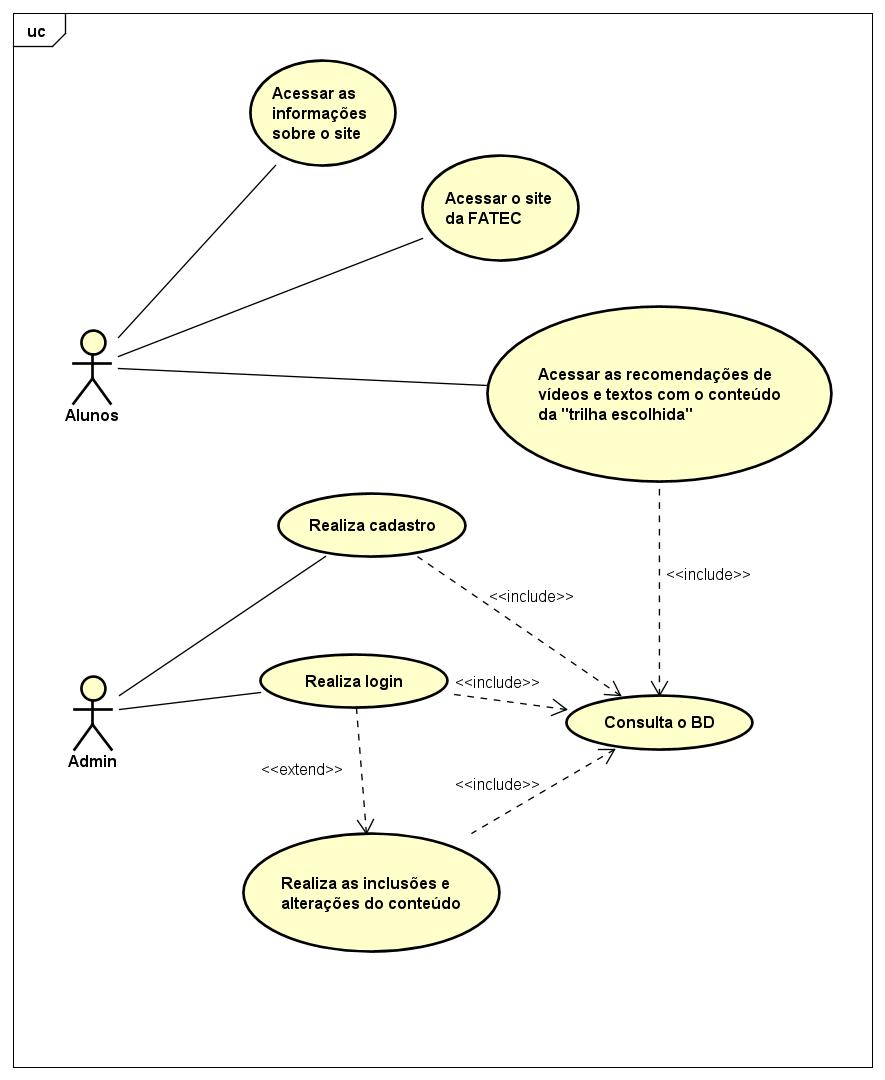 uc
Acessar as
informações
sobre o site
Acessar o site
da FATEC
Acessar as recomendações de
vídeos e textos com o conteúdo
da "trilha escolhida"
Alunos
Realiza cadastro
<<include>>
<<include>>
Realiza login
<<include>>
Consulta o BD
Admin
<<extend>>
<<include>>
Realiza as inclusões e
alterações do conteúdo